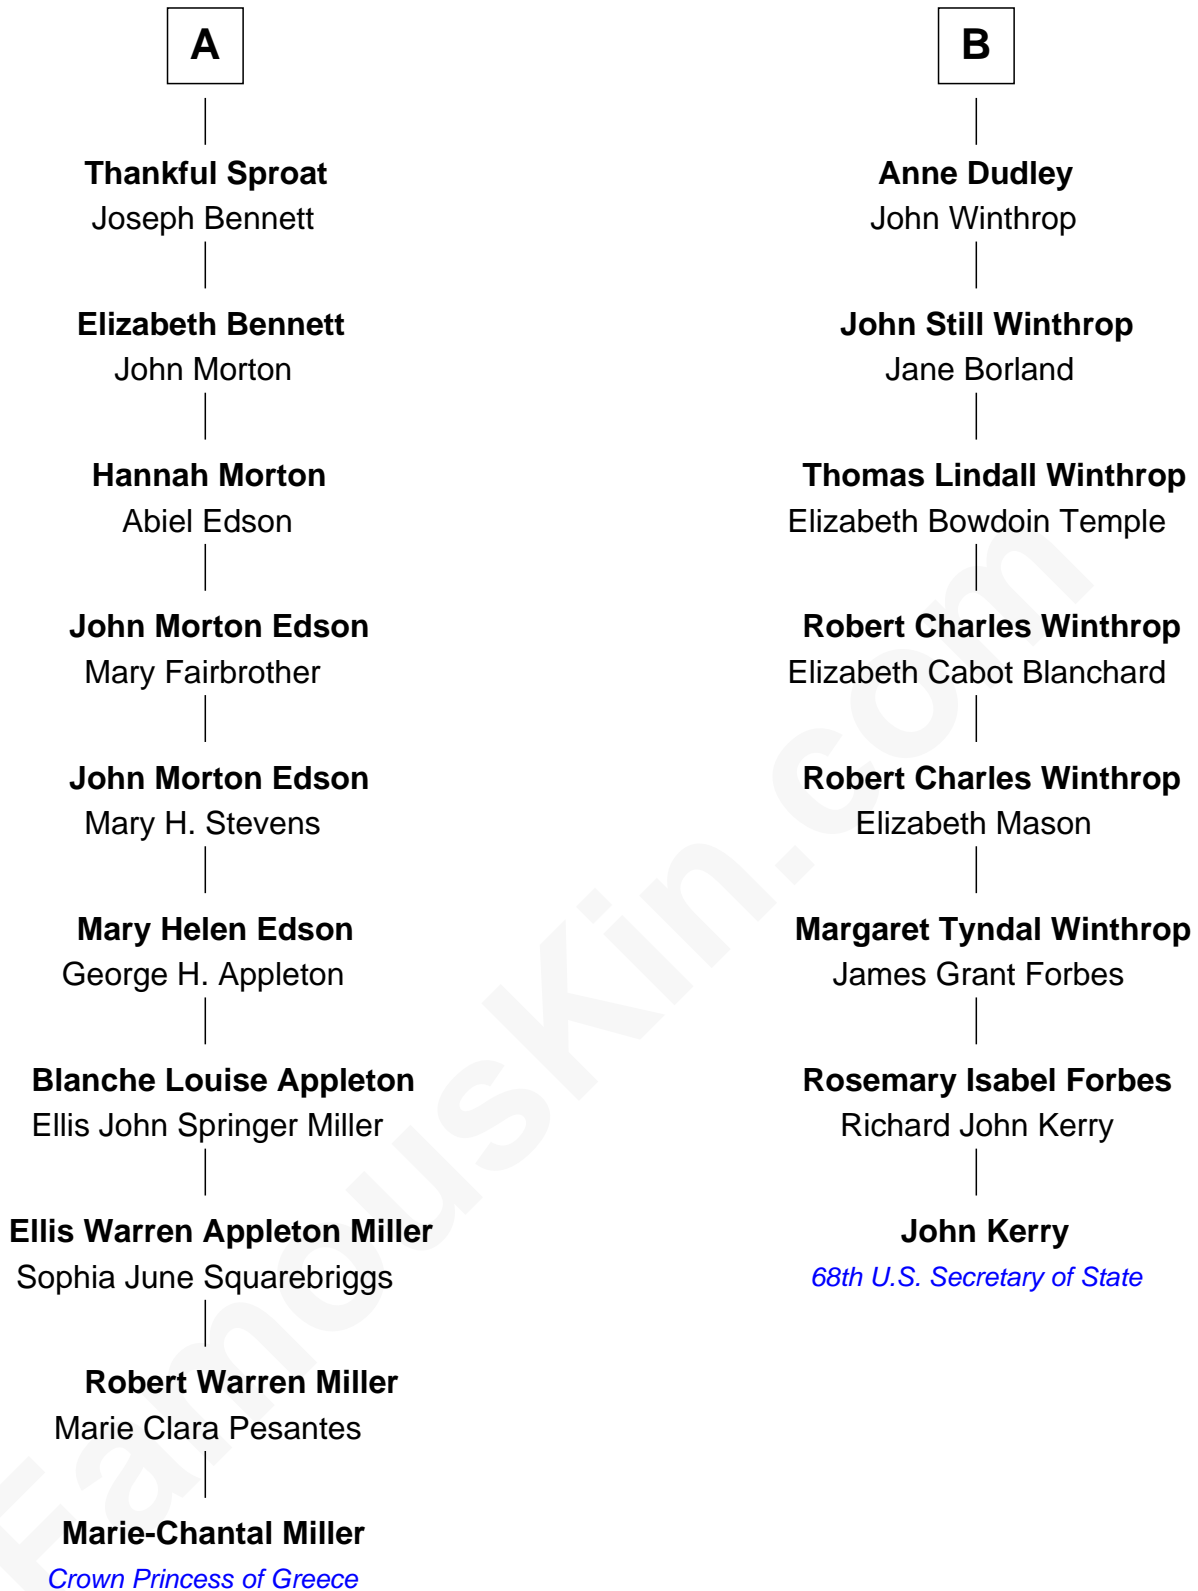 A
Thankful Sproat
Joseph Bennett
Elizabeth Bennett
John Morton
Hannah Morton
Abiel Edson
John Morton Edson
Mary Fairbrother
John Morton Edson
Mary H. Stevens
Mary Helen Edson
George H. Appleton
Blanche Louise Appleton
Ellis John Springer Miller
Ellis Warren Appleton Miller
Sophia June Squarebriggs
Robert Warren Miller
Marie Clara Pesantes
Marie-Chantal Miller
Crown Princess of Greece
B
Anne Dudley
John Winthrop
John Still Winthrop
Jane Borland
Thomas Lindall Winthrop
Elizabeth Bowdoin Temple
Robert Charles Winthrop
Elizabeth Cabot Blanchard
Robert Charles Winthrop
Elizabeth Mason
Margaret Tyndal Winthrop
James Grant Forbes
Rosemary Isabel Forbes
Richard John Kerry
John Kerry
68th U.S. Secretary of State
FamousKin.com